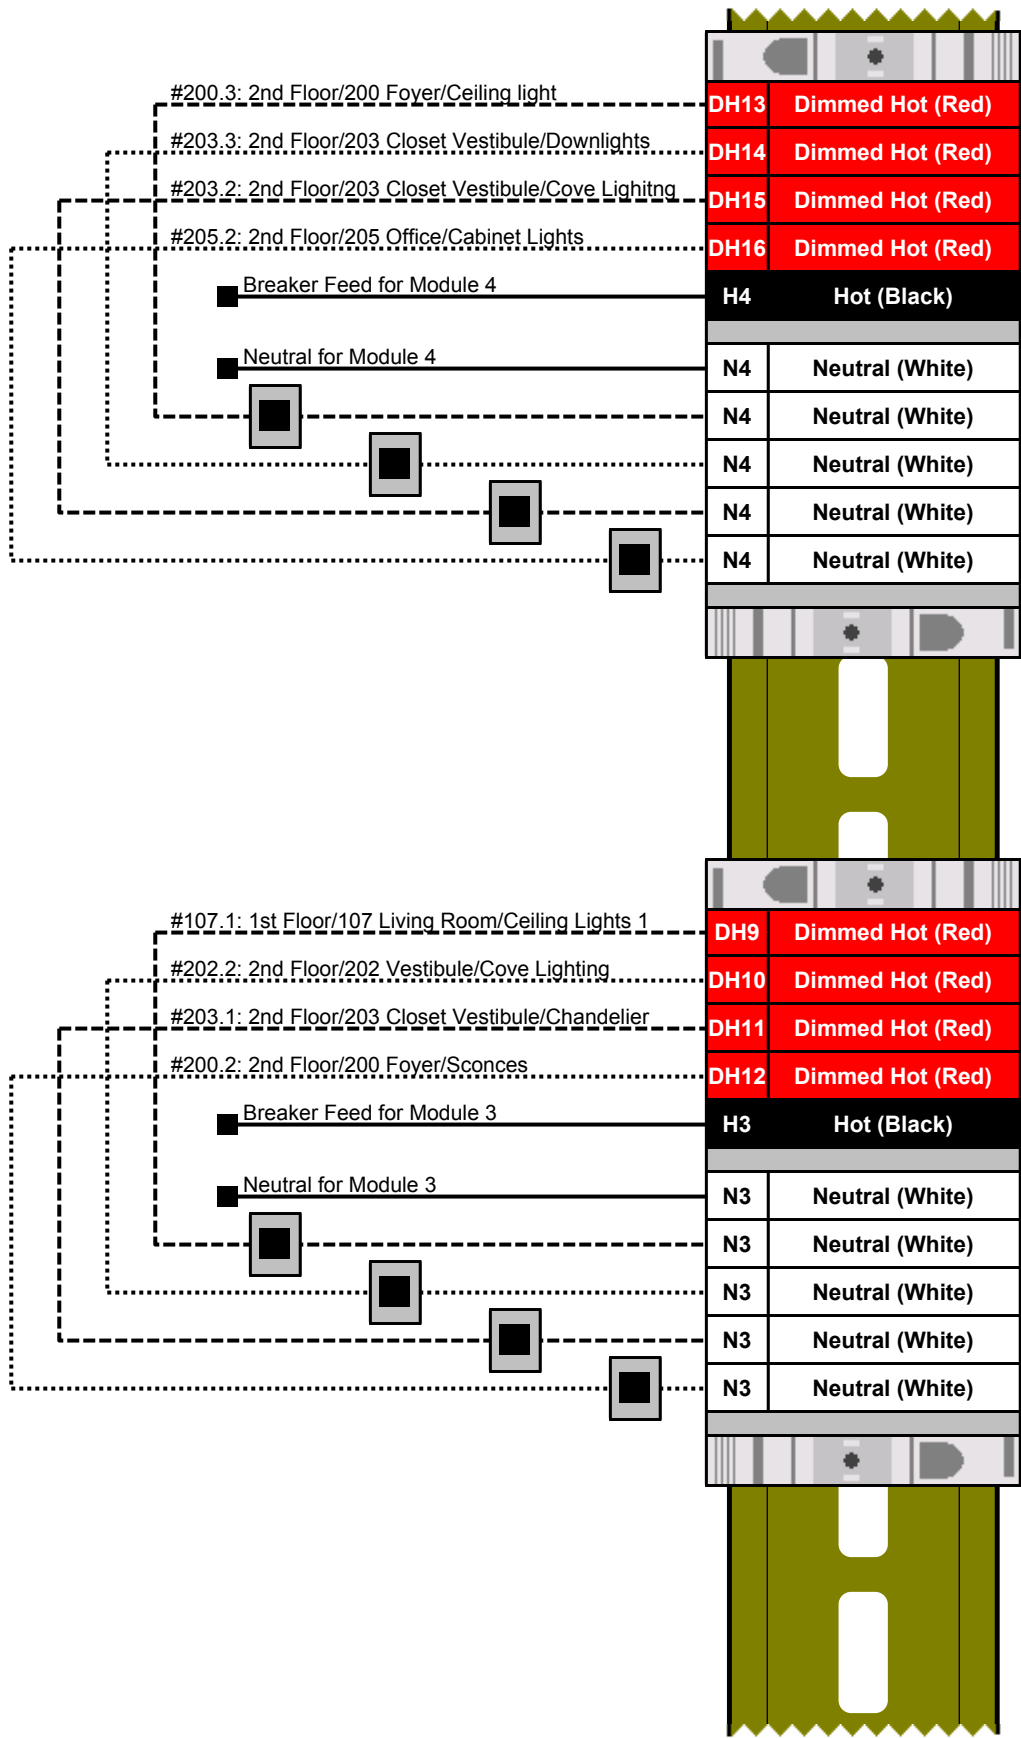 #200.3: 2nd Floor/200 Foyer/Ceiling light
DH13 Dimmed Hot (Red)
#203.3: 2nd Floor/203 Closet Vestibule/Downlights
DH14 Dimmed Hot (Red)
#203.2: 2nd Floor/203 Closet Vestibule/Cove Lighitng
DH15 Dimmed Hot (Red)
#205.2: 2nd Floor/205 Office/Cabinet Lights
DH16 Dimmed Hot (Red)
Breaker Feed for Module 4
H4 Hot (Black)
Neutral for Module 4
N4 Neutral (White)
N4 Neutral (White)
N4 Neutral (White)
N4 Neutral (White)
N4 Neutral (White)
#107.1: 1st Floor/107 Living Room/Ceiling Lights 1
DH9 Dimmed Hot (Red)
#202.2: 2nd Floor/202 Vestibule/Cove Lighting
DH10 Dimmed Hot (Red)
#203.1: 2nd Floor/203 Closet Vestibule/Chandelier
DH11 Dimmed Hot (Red)
#200.2: 2nd Floor/200 Foyer/Sconces
DH12 Dimmed Hot (Red)
Breaker Feed for Module 3
H3 Hot (Black)
Neutral for Module 3
N3 Neutral (White)
N3 Neutral (White)
N3 Neutral (White)
N3 Neutral (White)
N3 Neutral (White)